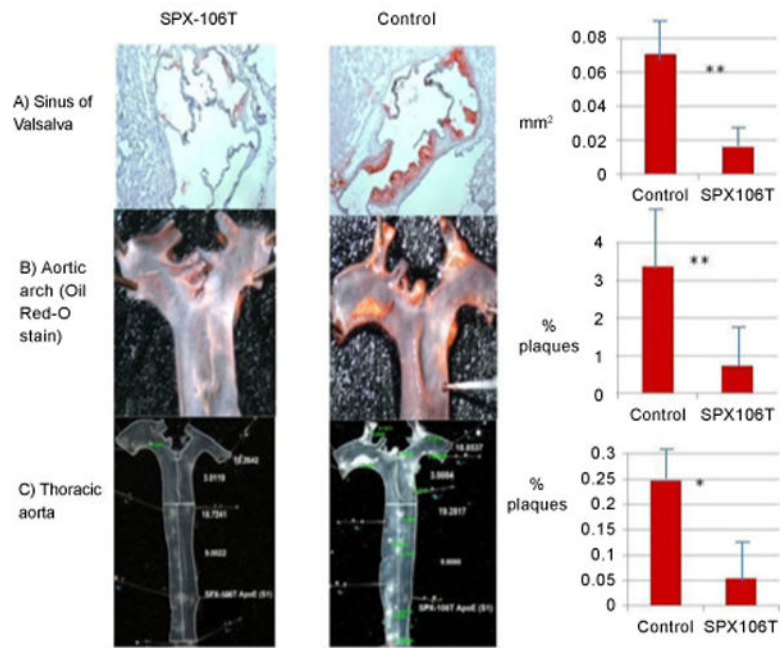 SPX-106T
Control
A) Sinus of
Valsalva
mm²
0.08
0.06
0.04
0.02
0
**
Control
SPX106T
B) Aortic
arch (Oil
Red-O
stain)
%
plaques
4
3
2
1
0
**
Control
SPX106T
C) Thoracic
aorta
3.0119
18.7241
9.0022
SPX-106T ApoE (S1)
18.8537
3.0084
19.2817
SPX-106T ApoE (S1)
%
plaques
0.3
0.25
0.2
0.15
0.1
0.05
0
*
Control
SPX106T